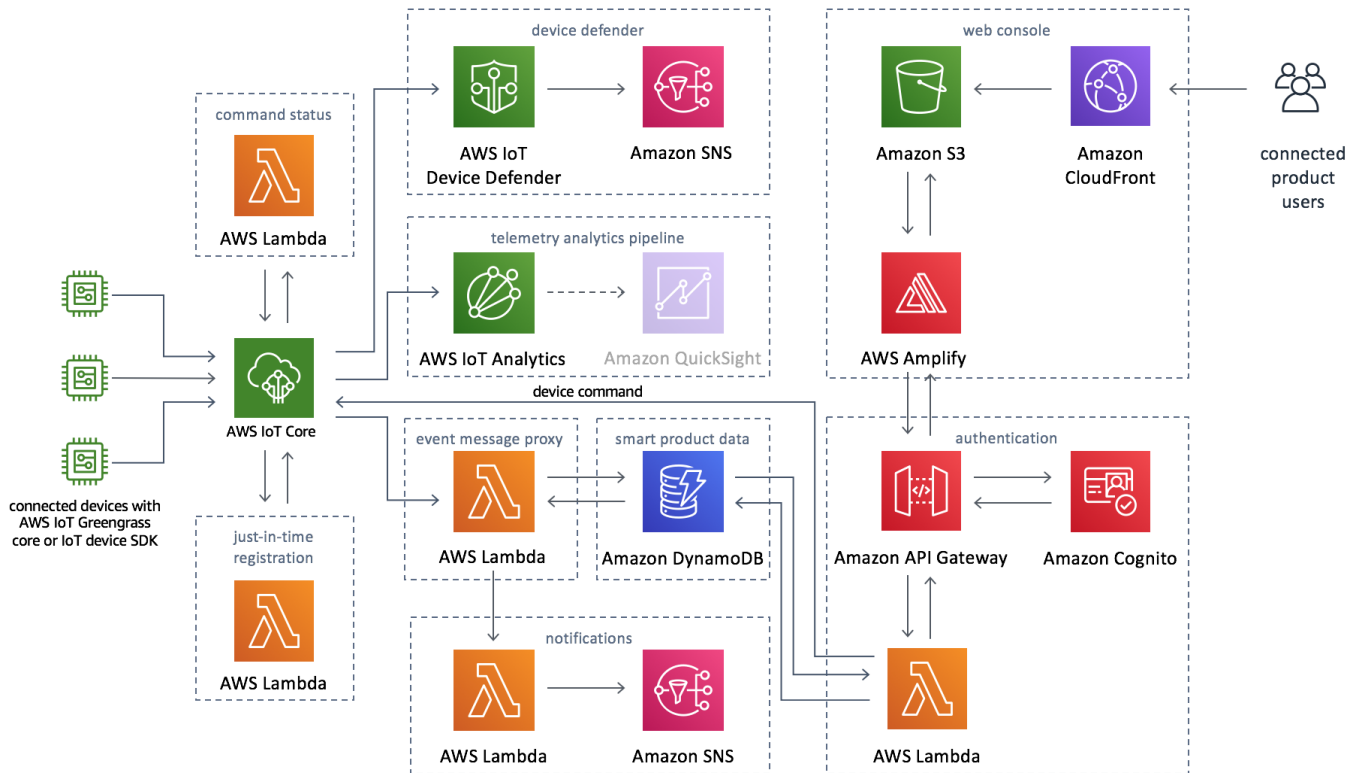 device defender
AWS IoT
Device Defender
Amazon SNS
web console
Amazon S3
Amazon
CloudFront
connected
product
users
command status
AWS Lambda
telemetry analytics pipeline
AWS IoT Analytics
Amazon QuickSight
AWS Amplify
device command
AWS IoT Core
connected devices with
AWS IoT Greengrass
core or IoT device SDK
event message proxy
AWS Lambda
smart product data
Amazon DynamoDB
authentication
Amazon API Gateway
Amazon Cognito
just-in-time
registration
AWS Lambda
notifications
AWS Lambda
Amazon SNS
AWS Lambda